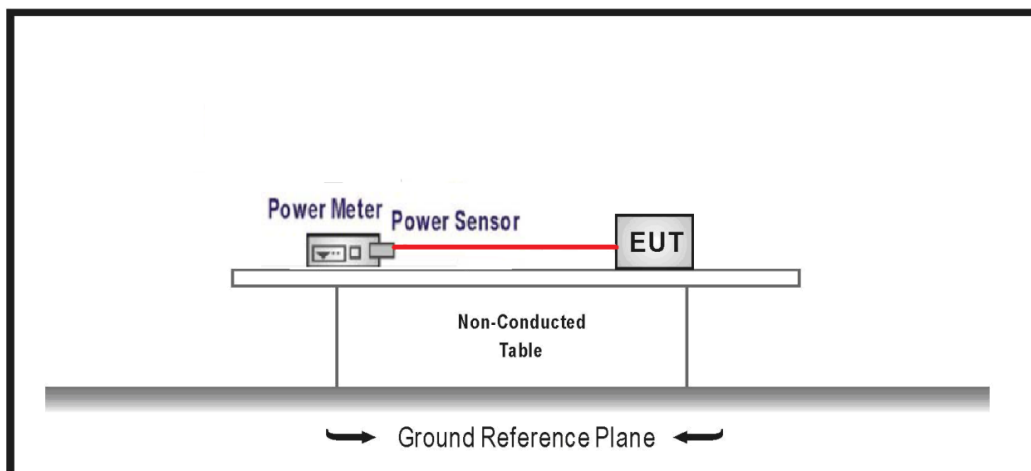 Power Meter
Power Sensor
EUT
Non-Conducted
Table
Ground Reference Plane